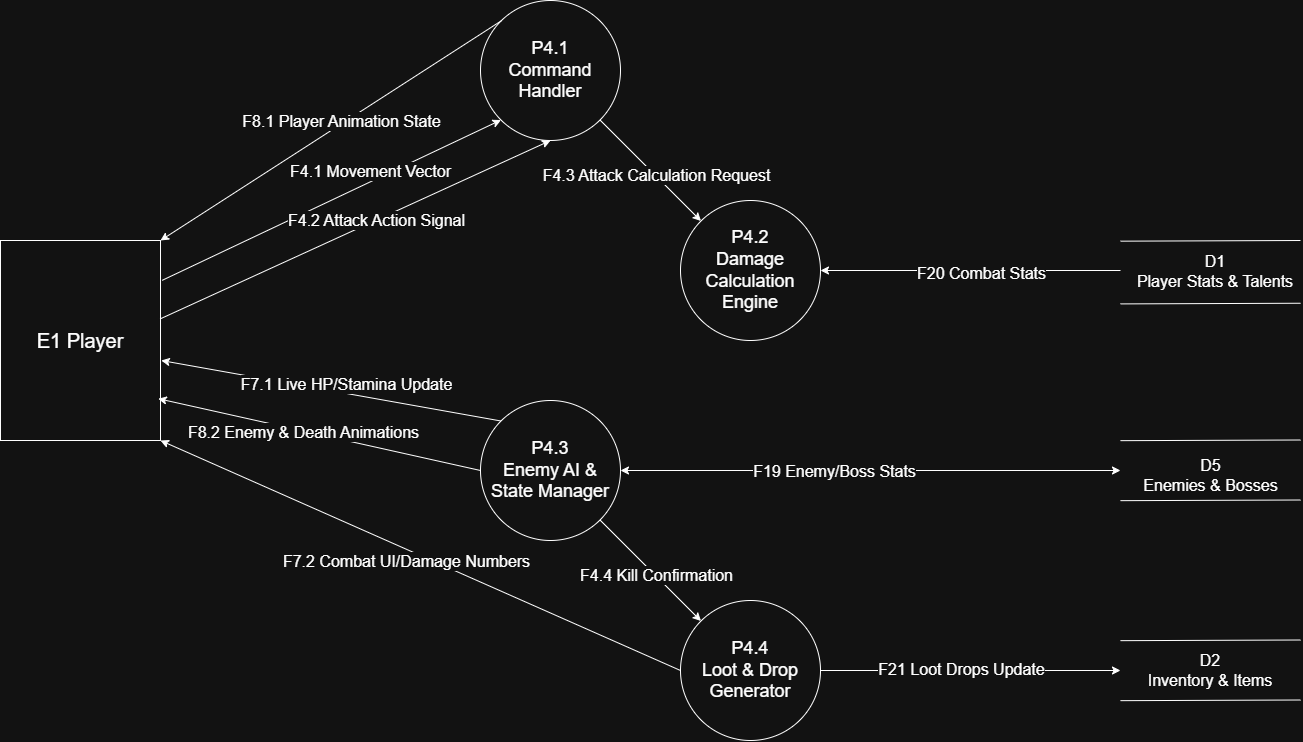 P4.1
Command
Handler
F8.1 Player Animation State
F4.1 Movement Vector
F4.3 Attack Calculation Request
F4.2 Attack Action Signal
P4.2
Damage
Calculation
Engine
F20 Combat Stats
D1
Player Stats & Talents
E1 Player
F7.1 Live HP/Stamina Update
F8.2 Enemy & Death Animations
P4.3
Enemy AI &
State Manager
F19 Enemy/Boss Stats
D5
Enemies & Bosses
F7.2 Combat UI/Damage Numbers
F4.4 Kill Confirmation
P4.4
Loot & Drop
Generator
F21 Loot Drops Update
D2
Inventory & Items